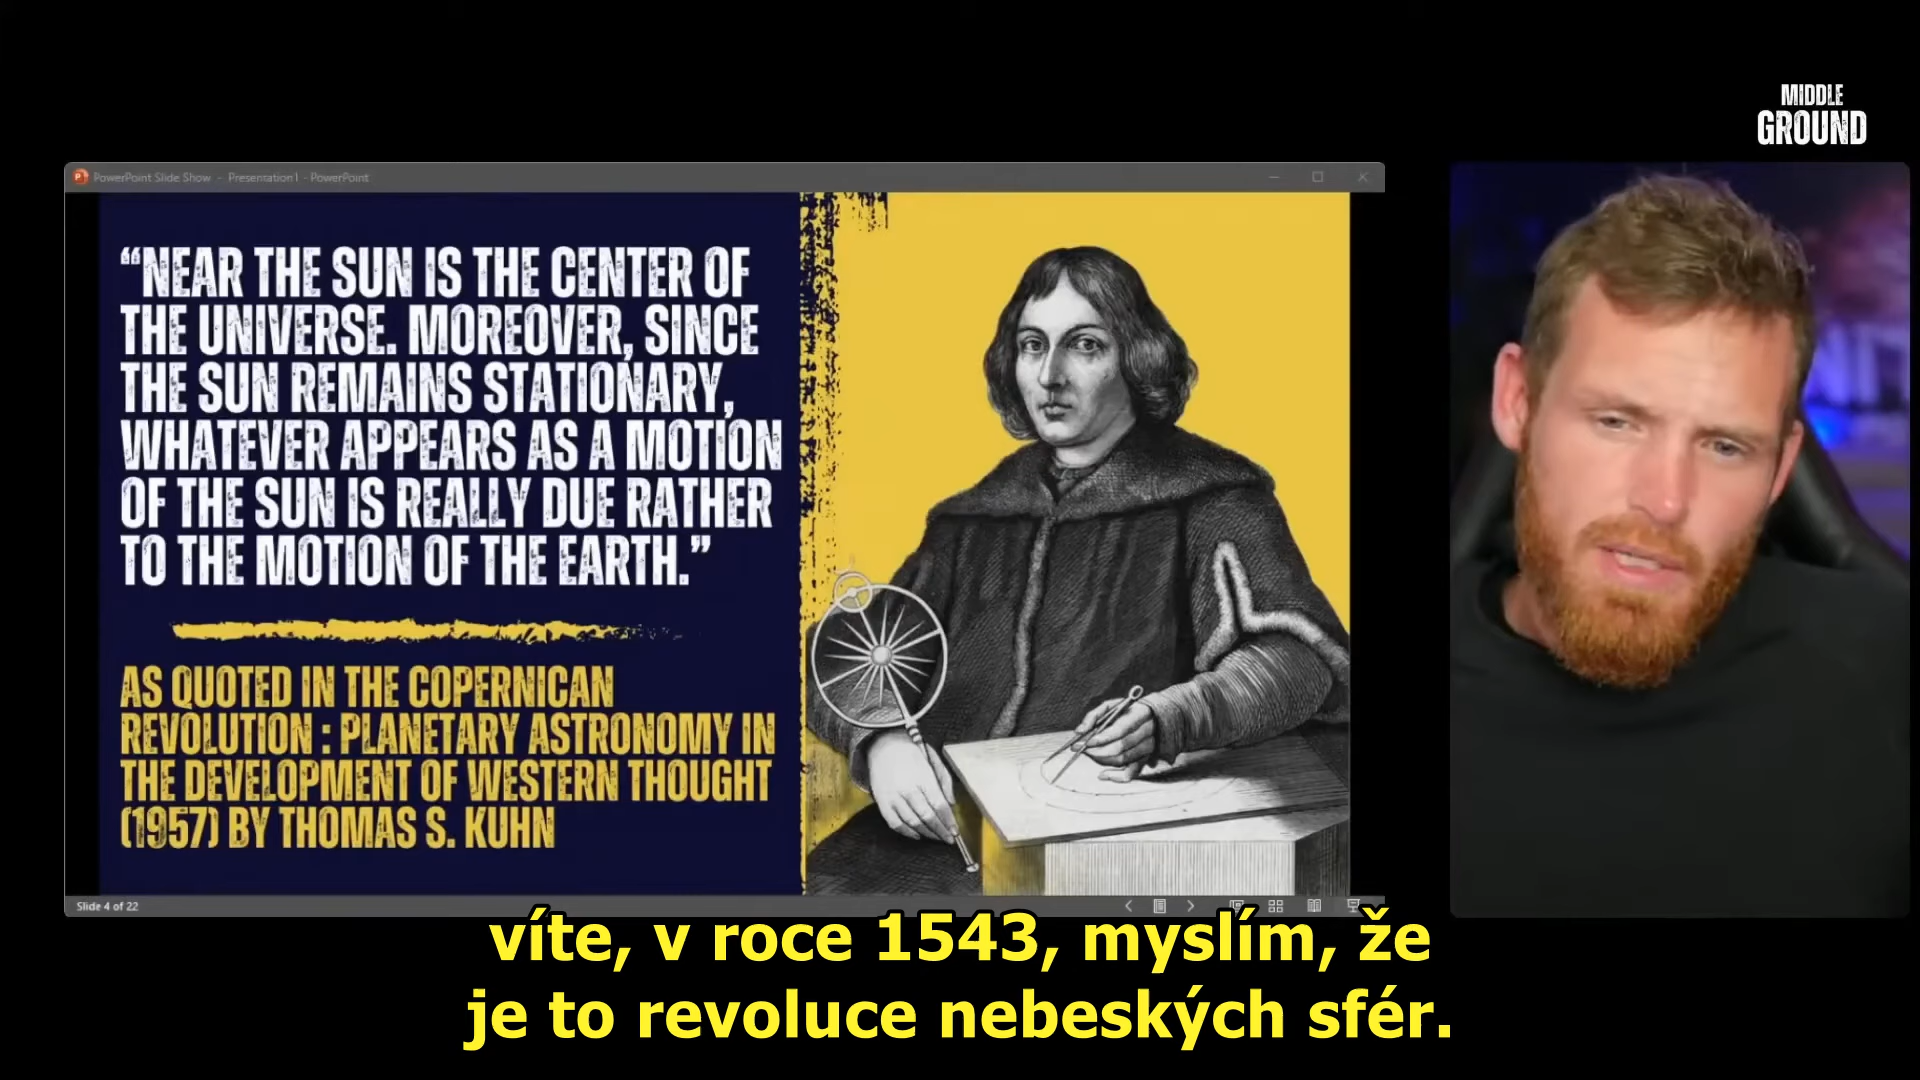 MIDDLE
GROUND
PowerPoint Slide Show - Presentation1 - PowerPoint
“NEAR THE SUN IS THE CENTER OF
THE UNIVERSE. MOREOVER, SINCE
THE SUN REMAINS STATIONARY,
WHATEVER APPEARS AS A MOTION
OF THE SUN IS REALLY DUE RATHER
TO THE MOTION OF THE EARTH.”
AS QUOTED IN THE COPERNICAN
REVOLUTION : PLANETARY ASTRONOMY IN
THE DEVELOPMENT OF WESTERN THOUGHT
(1957) BY THOMAS S. KUHN
Slide 4 of 22
víte, v roce 1543, myslím, že
je to revoluce nebeských sfér.